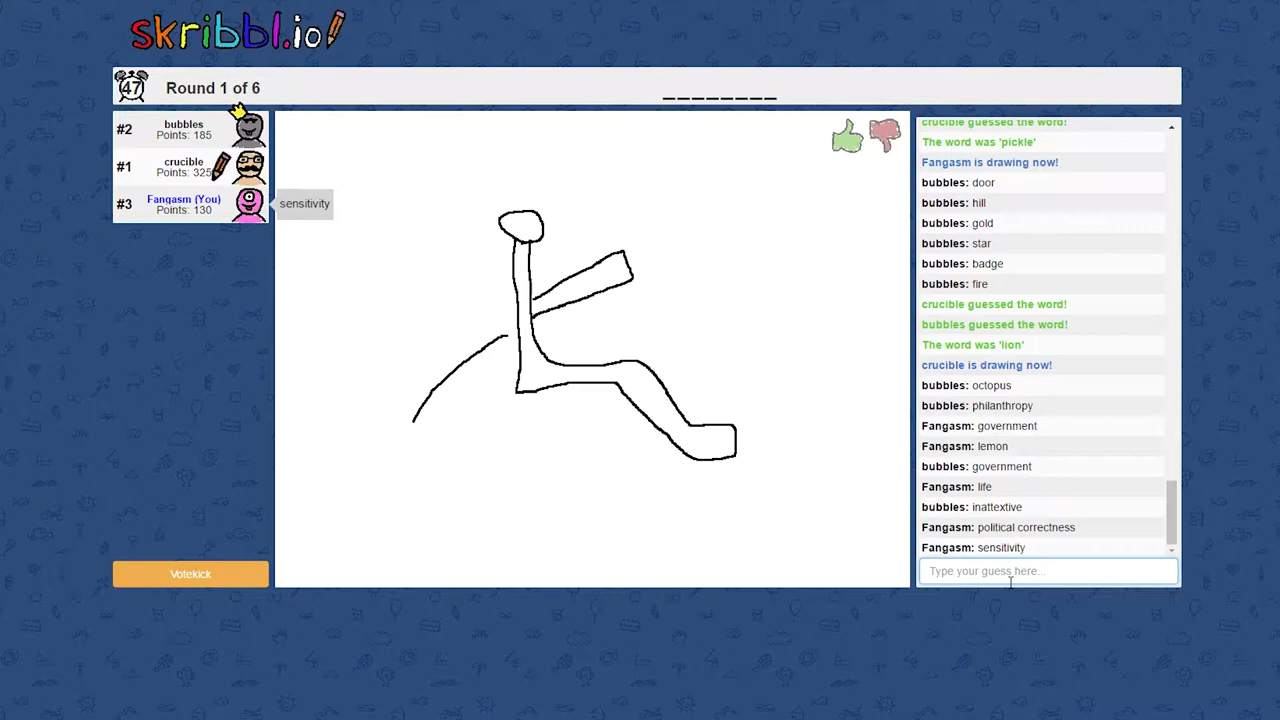 skribbl.io
47
Round 1 of 6
________
#2
bubbles
Points: 185
#1
crucible
Points: 325
#3
Fangasm (You)
Points: 130
sensitivity
Votekick
crucible guessed the word!
The word was 'pickle'
Fangasm is drawing now!
bubbles: door
bubbles: hill
bubbles: gold
bubbles: star
bubbles: badge
bubbles: fire
crucible guessed the word!
bubbles guessed the word!
The word was 'lion'
crucible is drawing now!
bubbles: octopus
bubbles: philanthropy
Fangasm: government
Fangasm: lemon
bubbles: government
Fangasm: life
bubbles: inattextive
Fangasm: political correctness
Fangasm: sensitivity
Type your guess here...